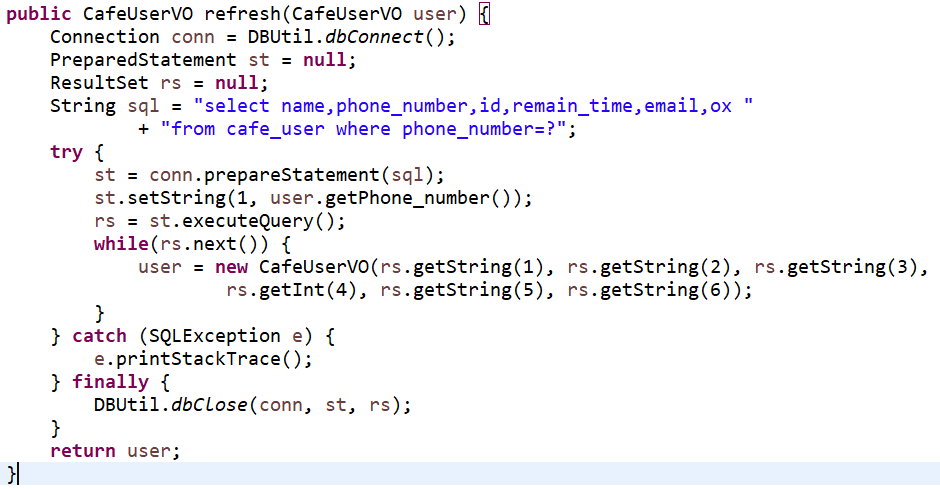 public CafeUserVO refresh(CafeUserVO user) {
    Connection conn = DBUtil.dbConnect();
    PreparedStatement st = null;
    ResultSet rs = null;
    String sql = "select name,phone_number,id,remain_time,email,ox "
            + "from cafe_user where phone_number=?";
    try {
        st = conn.prepareStatement(sql);
        st.setString(1, user.getPhone_number());
        rs = st.executeQuery();
        while(rs.next()) {
            user = new CafeUserVO(rs.getString(1), rs.getString(2), rs.getString(3),
                    rs.getInt(4), rs.getString(5), rs.getString(6));
        }
    } catch (SQLException e) {
        e.printStackTrace();
    } finally {
        DBUtil.dbClose(conn, st, rs);
    }
    return user;
}